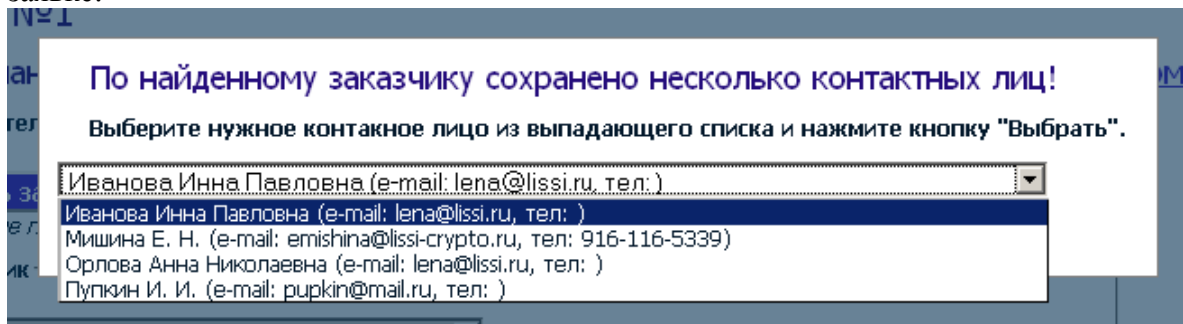 №1
По найденному заказчику сохранено несколько контактных лиц!
Выберите нужное контакное лицо из выпадающего списка и нажмите кнопку "Выбрать".
Иванова Инна Павловна (e-mail: lena@lissi.ru, тел: )
Иванова Инна Павловна (e-mail: lena@lissi.ru, тел: )
Мишина Е. Н. (e-mail: emishina@lissi-crypto.ru, тел: 916-116-5339)
Орлова Анна Николаевна (e-mail: lena@lissi.ru, тел: )
Пупкин И. И. (e-mail: pupkin@mail.ru, тел: )